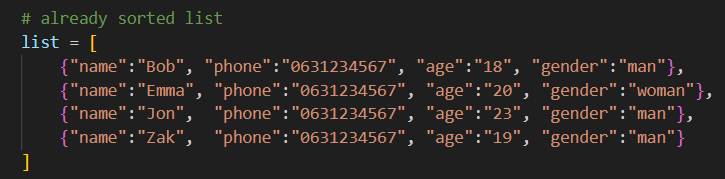 # already sorted list
list = [
{"name":"Bob", "phone":"0631234567", "age":"18", "gender":"man"},
{"name":"Emma", "phone":"0631234567", "age":"20", "gender":"woman"},
{"name":"Jon",  "phone":"0631234567", "age":"23", "gender":"man"},
{"name":"Zak",  "phone":"0631234567", "age":"19", "gender":"man"}
]